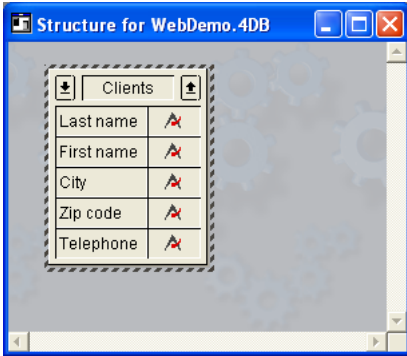 Structure for WebDemo.4DB
Clients
Last name
First name
City
Zip code
Telephone